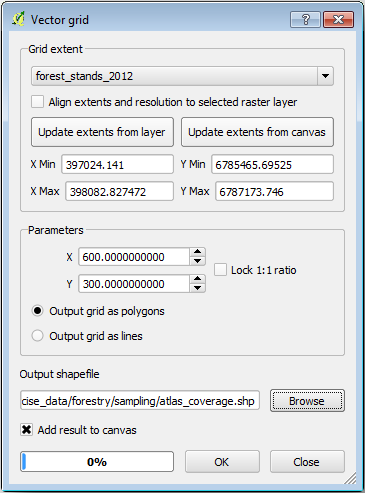 Vector grid
Grid extent
forest_stands_2012
Align extents and resolution to selected raster layer
Update extents from layer Update extents from canvas
X Min 397024.141 Y Min 6785465.69525
X Max 398082.827472 Y Max 6787173.746
Parameters
X 600.0000000000
Lock 1:1 ratio
Y 300.0000000000
Output grid as polygons
Output grid as lines
Output shapefile
cise_data/forestry/sampling/atlas_coverage.shp Browse
Add result to canvas
0% OK Close